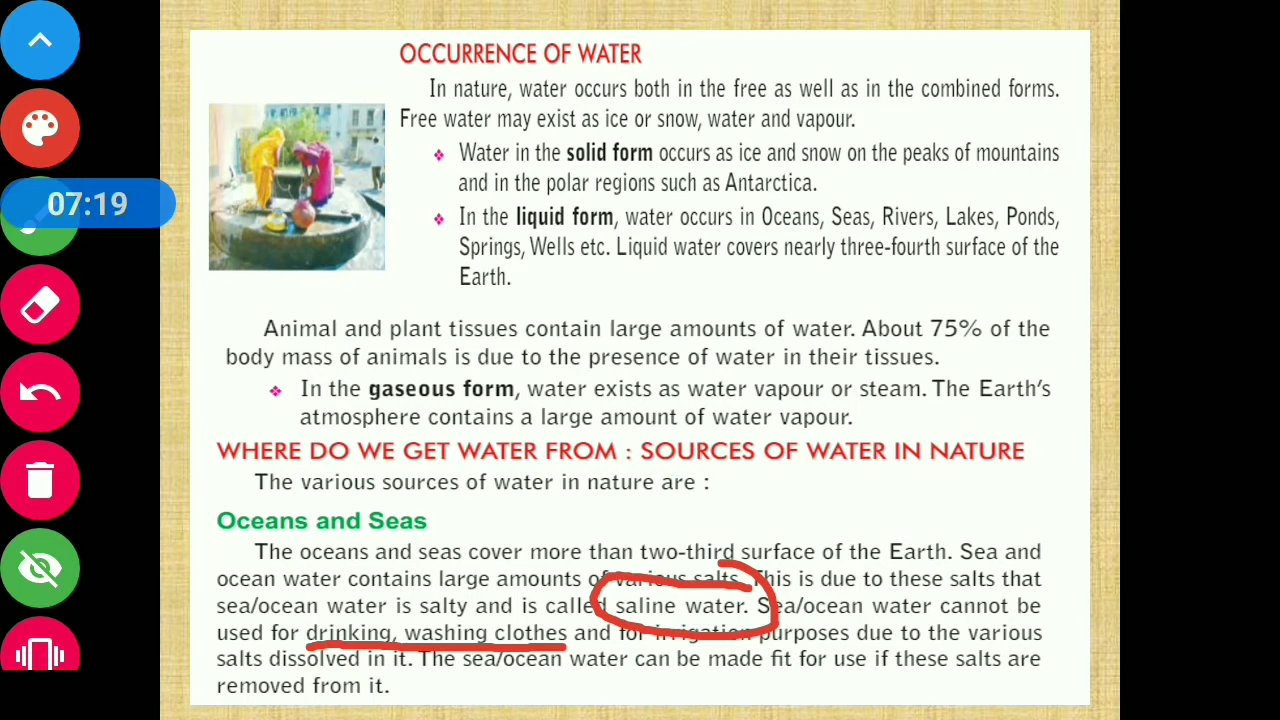 OCCURRENCE OF WATER
In nature, water occurs both in the free as well as in the combined forms.
Free water may exist as ice or snow, water and vapour.
❖ Water in the solid form occurs as ice and snow on the peaks of mountains
and in the polar regions such as Antarctica.
07:19
❖ In the liquid form, water occurs in Oceans, Seas, Rivers, Lakes, Ponds,
Springs, Wells etc. Liquid water covers nearly three-fourth surface of the
Earth.
Animal and plant tissues contain large amounts of water. About 75% of the
body mass of animals is due to the presence of water in their tissues.
❖ In the gaseous form, water exists as water vapour or steam. The Earth's
atmosphere contains a large amount of water vapour.
WHERE DO WE GET WATER FROM : SOURCES OF WATER IN NATURE
The various sources of water in nature are :
Oceans and Seas
The oceans and seas cover more than two-third surface of the Earth. Sea and
ocean water contains large amounts of various salts. This is due to these salts that
sea/ocean water is salty and is called saline water. Sea/ocean water cannot be
used for drinking, washing clothes and for irrigation purposes due to the various
salts dissolved in it. The sea/ocean water can be made fit for use if these salts are
removed from it.